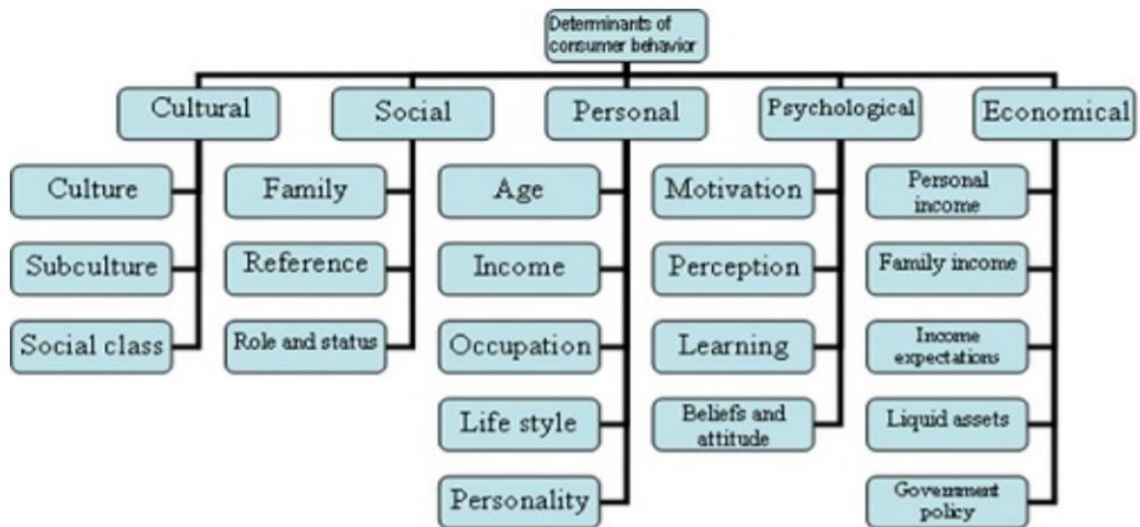 Determinants of
consumer behavior
Cultural
Social
Personal
Psychological
Economical
Culture
Subculture
Social class
Family
Reference
Role and status
Age
Income
Occupation
Life style
Personality
Motivation
Perception
Learning
Beliefs and
attitude
Personal
income
Family income
Income
expectations
Liquid assets
Government
policy